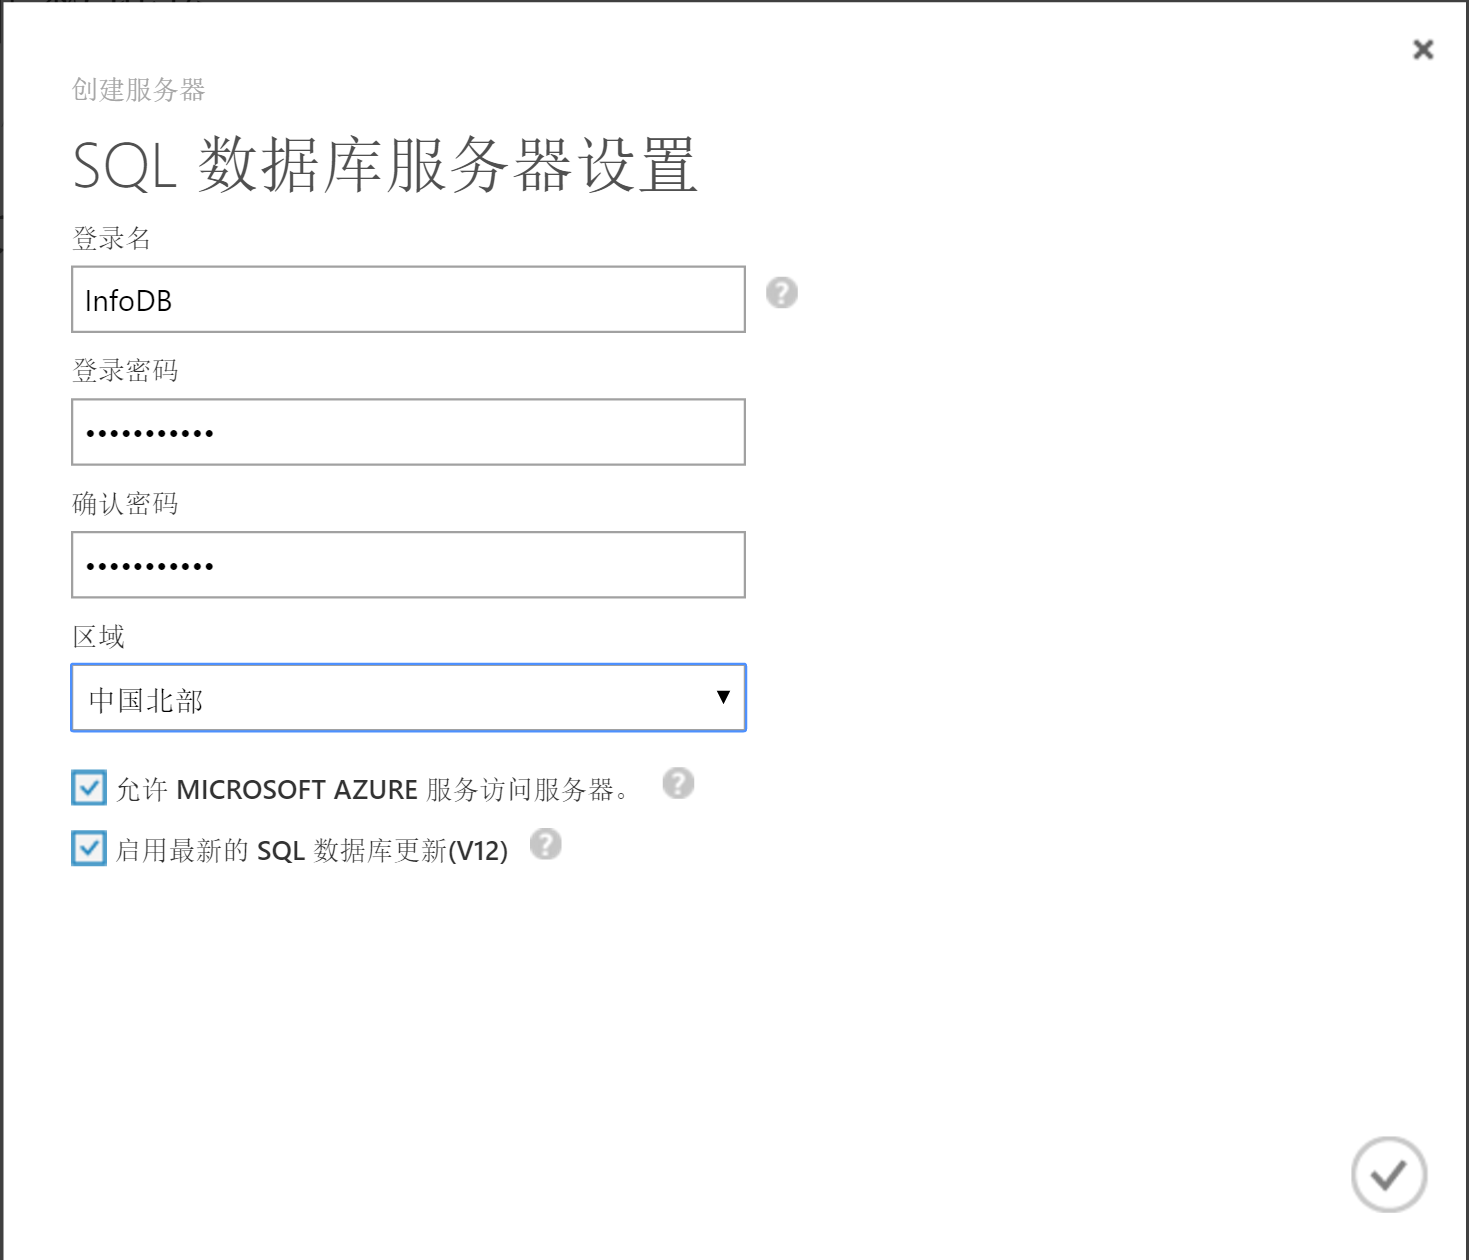 创建服务器
SQL 数据库服务器设置
登录名
InfoDB
登录密码
•••••••••••
确认密码
•••••••••••
区域
中国北部
允许 MICROSOFT AZURE 服务访问服务器。
启用最新的 SQL 数据库更新(V12)